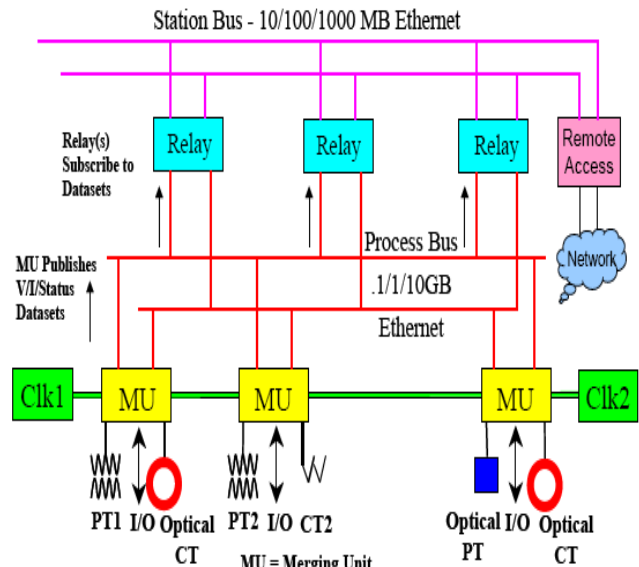 Station Bus - 10/100/1000 MB Ethernet
Relay(s)
Subscribe to
Datasets
Relay
Relay
Relay
Remote
Access
Process Bus
Network
MU Publishes
V/I/Status
Datasets
.1/1/10GB
Ethernet
Clk1
MU
MU
MU
Clk2
PT1 I/O Optical
CT
PT2 I/O CT2
Optical I/O Optical
PT CT
MU = Merging Unit